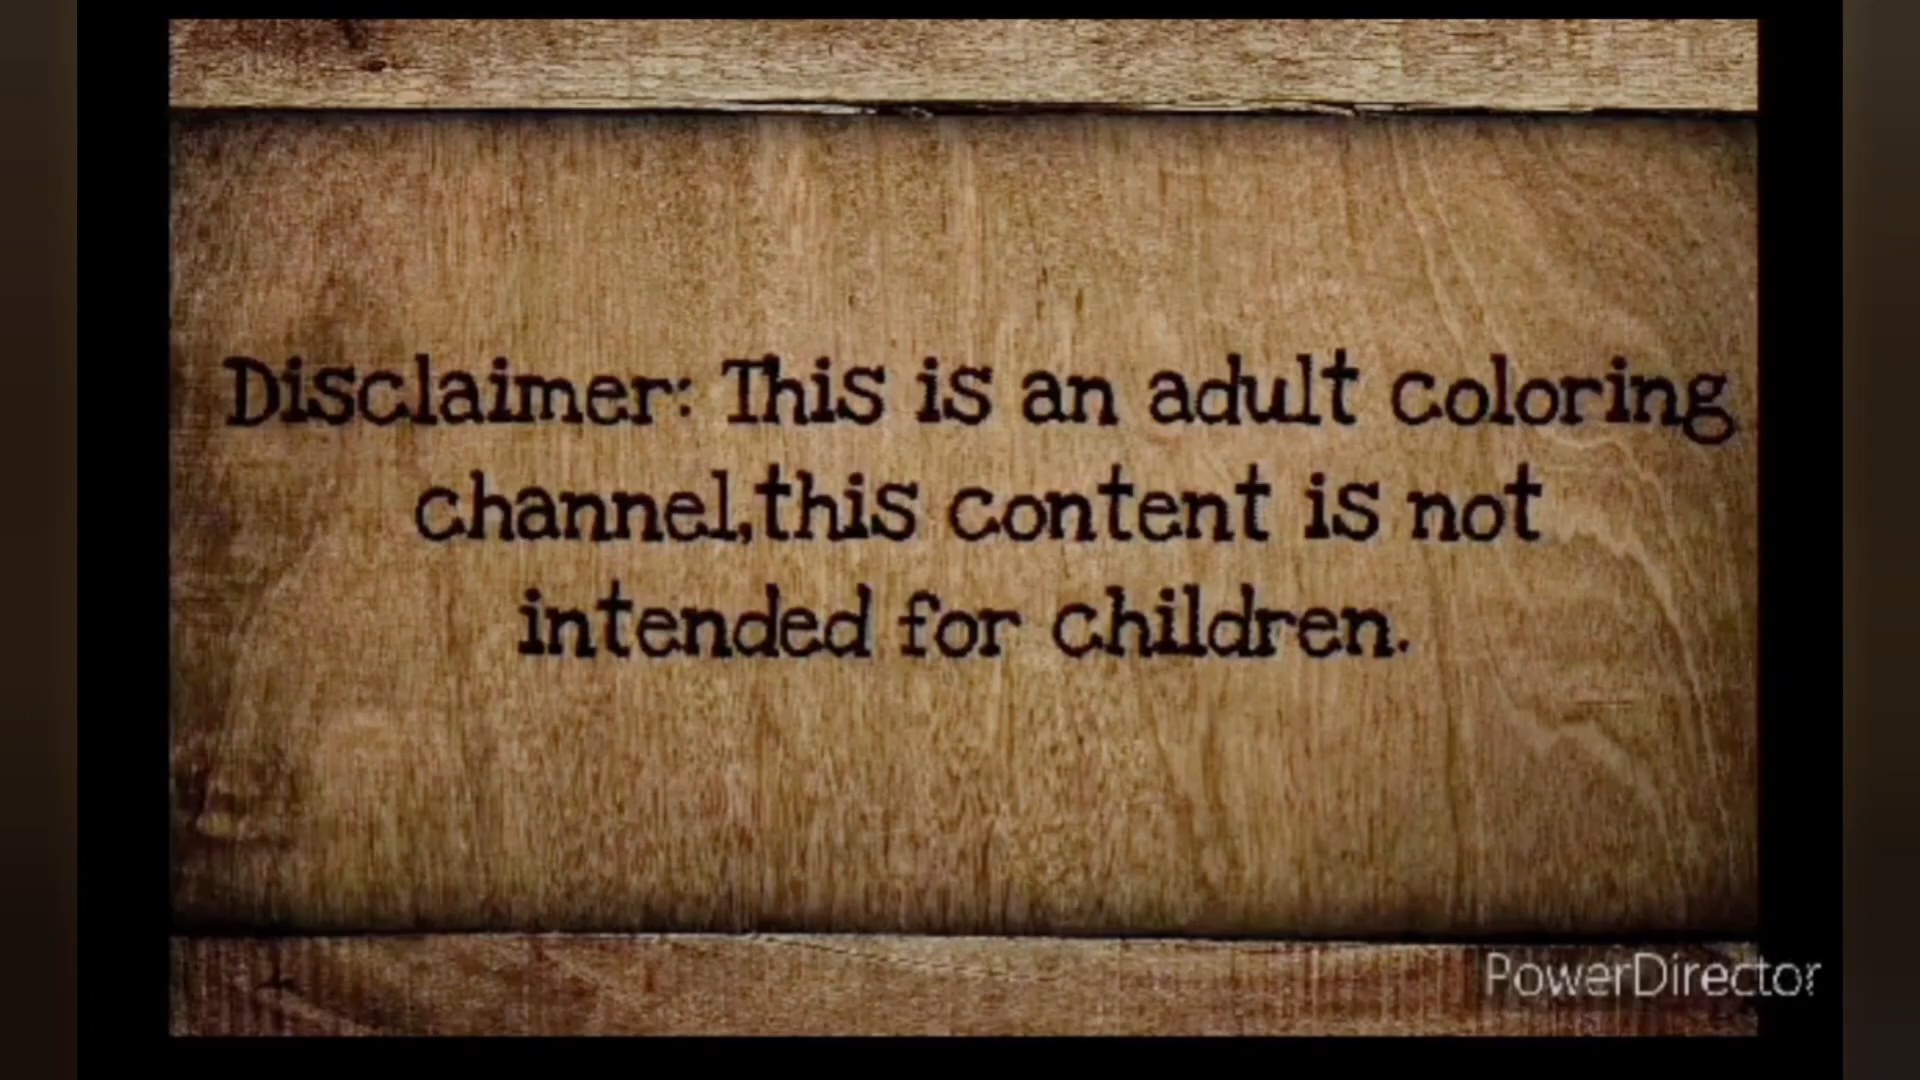 Disclaimer: This is an adult coloring
channel,this content is not
intended for children.
PowerDirector